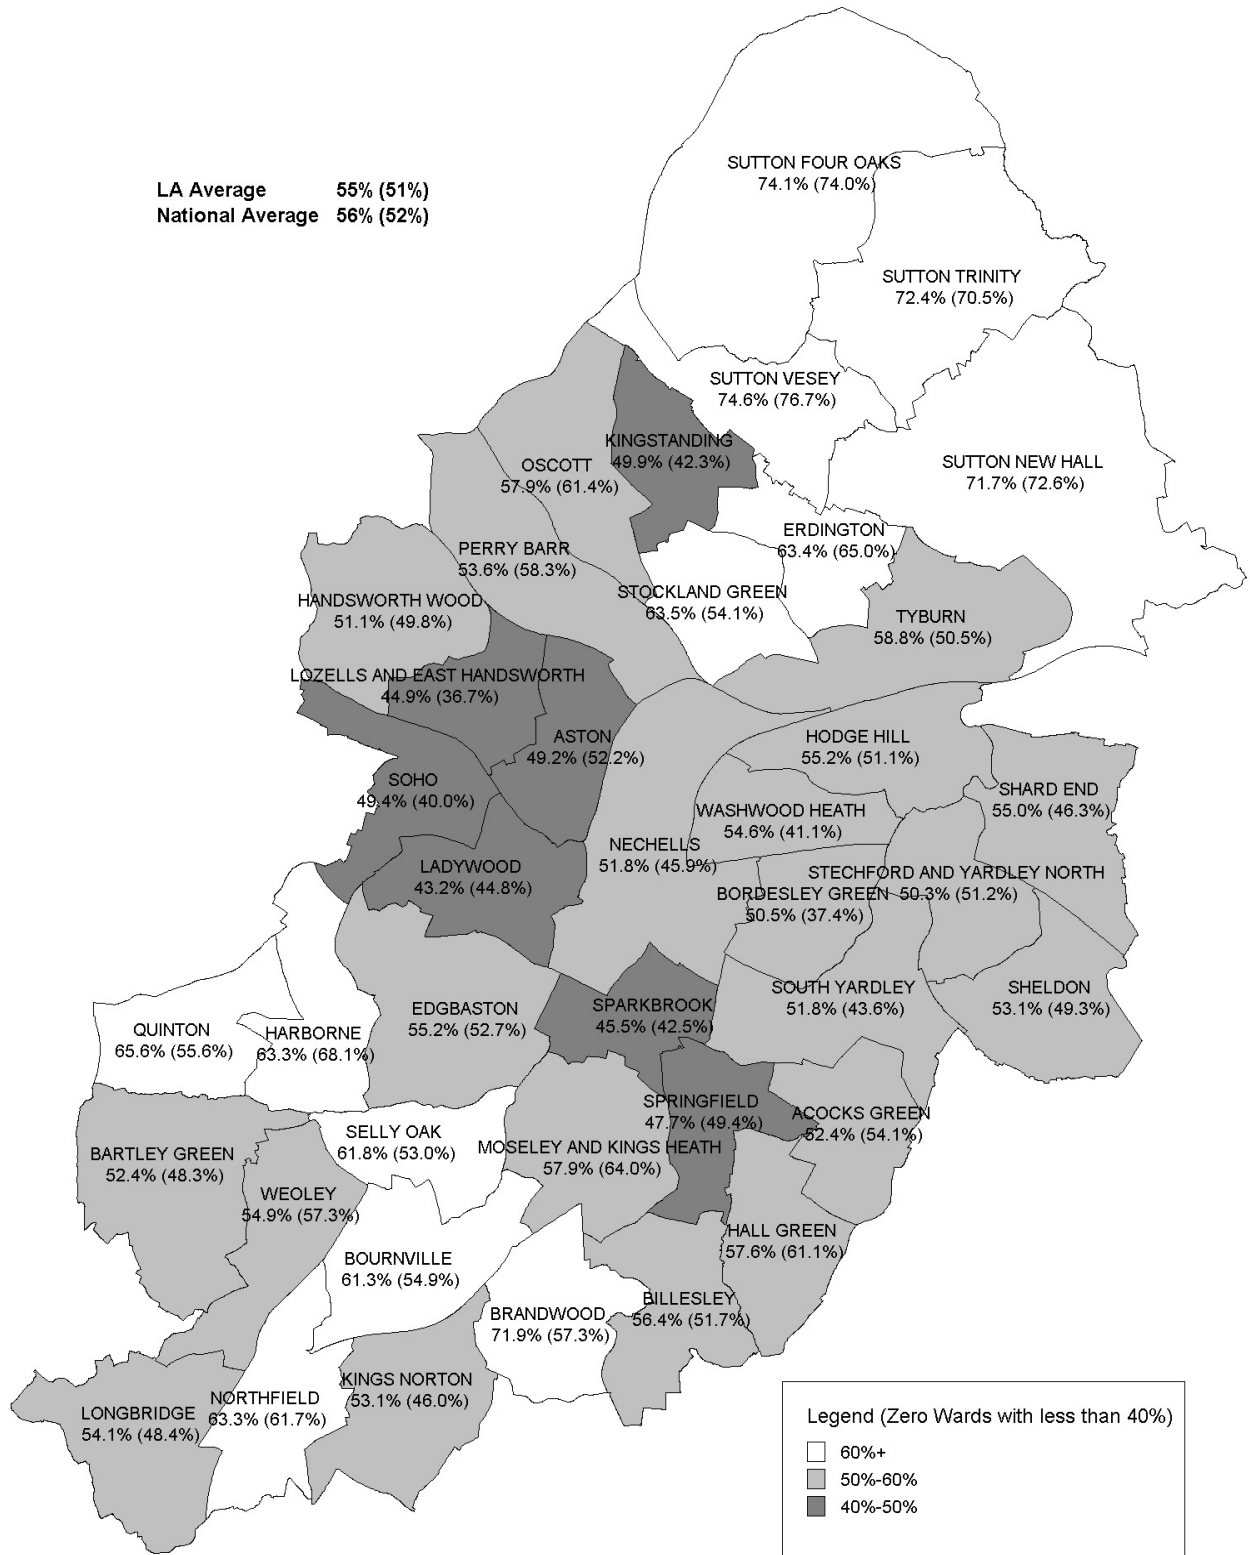 SUTTON FOUR OAKS
74.1% (74.0%)
LA Average 55% (51%)
National Average 56% (52%)
SUTTON TRINITY
72.4% (70.5%)
SUTTON VESEY
74.6% (76.7%)
KINGSTANDING
49.9% (42.3%)
SUTTON NEW HALL
71.7% (72.6%)
OSCOTT
57.9% (61.4%)
ERDINGTON
63.4% (65.0%)
PERRY BARR
53.6% (58.3%)
STOCKLAND GREEN
63.5% (54.1%)
HANDSWORTH WOOD
51.1% (49.8%)
TYBURN
58.8% (50.5%)
LOZELLS AND EAST HANDSWORTH
44.9% (36.7%)
ASTON
49.2% (52.2%)
HODGE HILL
55.2% (51.1%)
SOHO
49.4% (40.0%)
SHARD END
55.0% (46.3%)
WASHWOOD HEATH
54.6% (41.1%)
NECHELLS
51.8% (45.9%)
LADYWOOD
43.2% (44.8%)
STECHFORD AND YARDLEY NORTH
50.3% (51.2%)
BORDESLEY GREEN
50.5% (37.4%)
SOUTH YARDLEY
51.8% (43.6%)
SHELDON
53.1% (49.3%)
EDGBASTON
55.2% (52.7%)
SPARKBROOK
45.5% (42.5%)
QUINTON
65.6% (55.6%)
HARBORNE
63.3% (68.1%)
SPRINGFIELD
47.7% (49.4%)
ACOCKS GREEN
52.4% (54.1%)
SELLY OAK
61.8% (53.0%)
MOSELEY AND KINGS HEATH
57.9% (64.0%)
BARTLEY GREEN
52.4% (48.3%)
WEOLEY
54.9% (57.3%)
HALL GREEN
57.6% (61.1%)
BOURNVILLE
61.3% (54.9%)
BILLESLEY
56.4% (51.7%)
BRANDWOOD
71.9% (57.3%)
KINGS NORTON
53.1% (46.0%)
NORTHFIELD
63.3% (61.7%)
LONGBRIDGE
54.1% (48.4%)
Legend (Zero Wards with less than 40%)
60%+
50%-60%
40%-50%